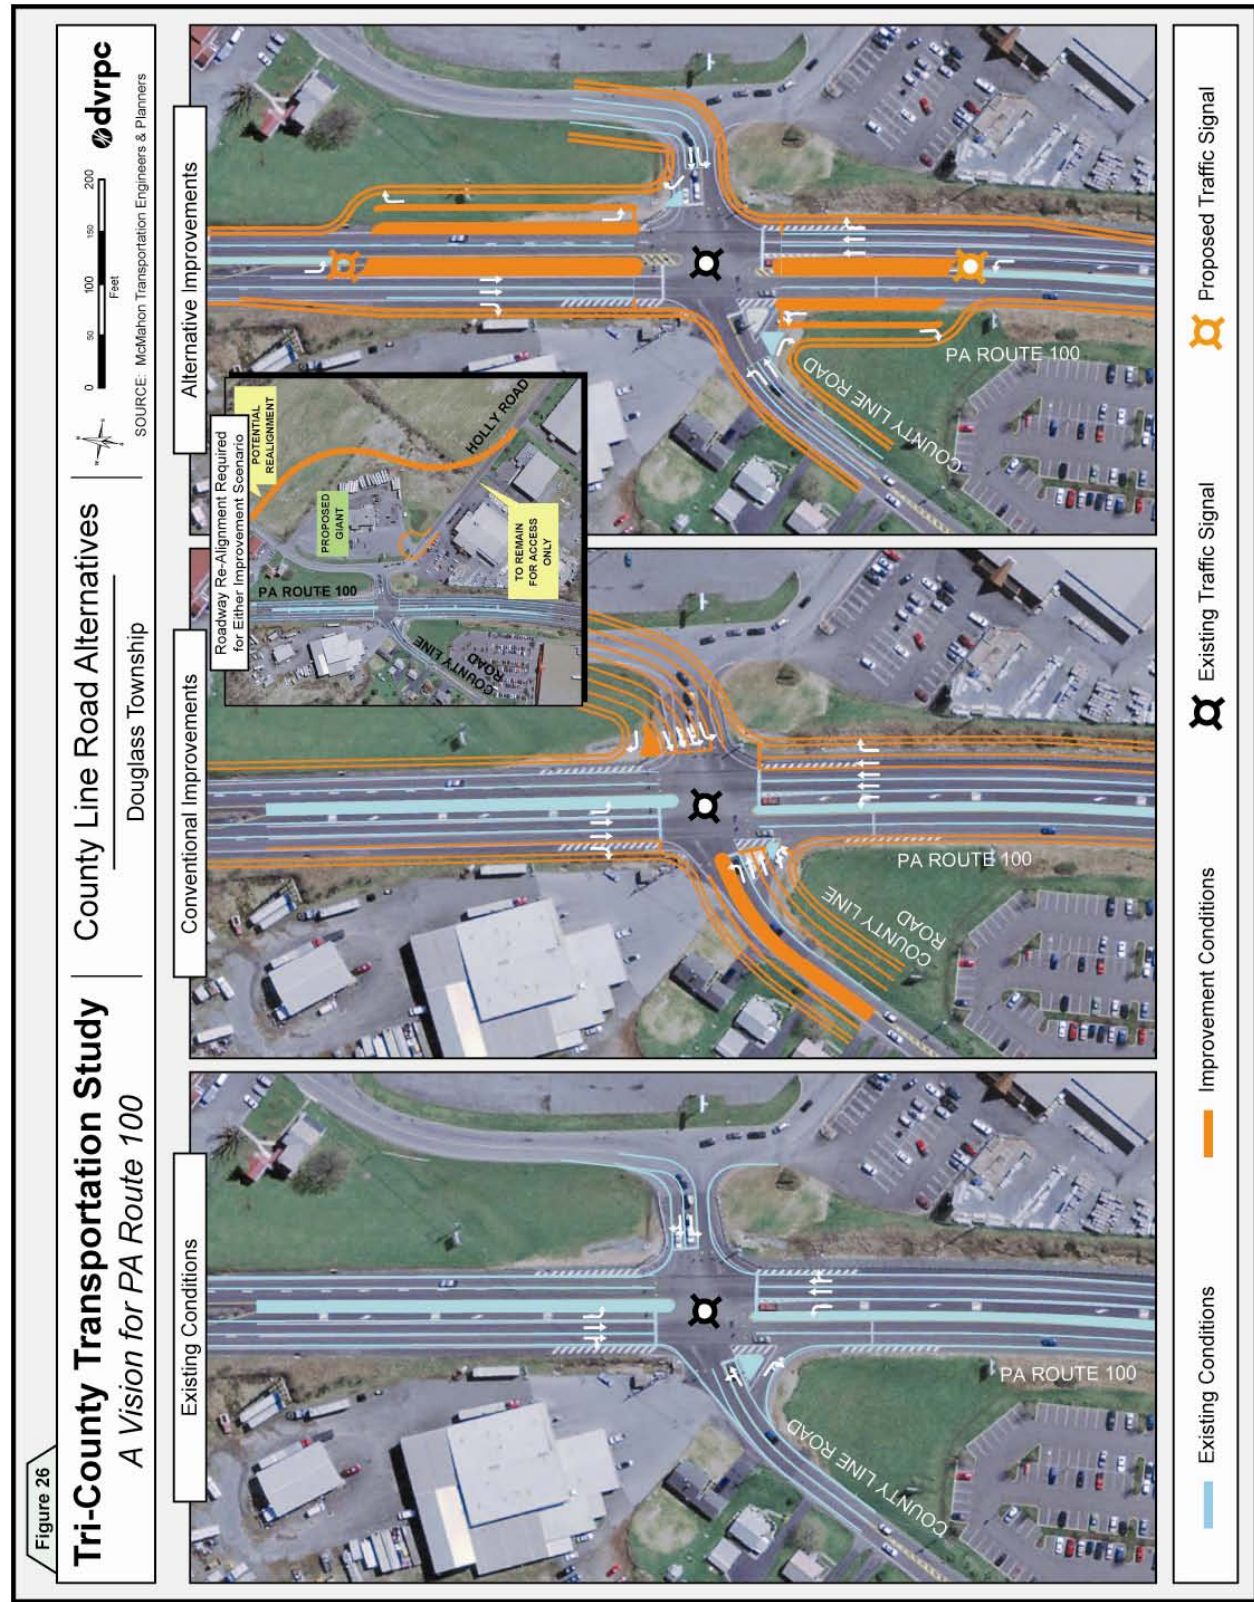 Figure 26
Tri-County Transportation Study
A Vision for PA Route 100
County Line Road Alternatives
Douglass Township
0 50 100 150 200
Feet
dvrpc
SOURCE: McMahon Transportation Engineers & Planners
Existing Conditions
COUNTY LINE ROAD
PA ROUTE 100
Conventional Improvements
COUNTY LINE
ROAD
PA ROUTE 100
Roadway Re-Alignment Required
for Either Improvement Scenario
POTENTIAL
REALIGNMENT
PROPOSED
GIANT
HOLLY ROAD
PA ROUTE 100
TO REMAIN
FOR ACCESS
ONLY
COUNTY LINE
ROAD
Alternative Improvements
COUNTY LINE ROAD
PA ROUTE 100
Existing Conditions
Improvement Conditions
Existing Traffic Signal
Proposed Traffic Signal